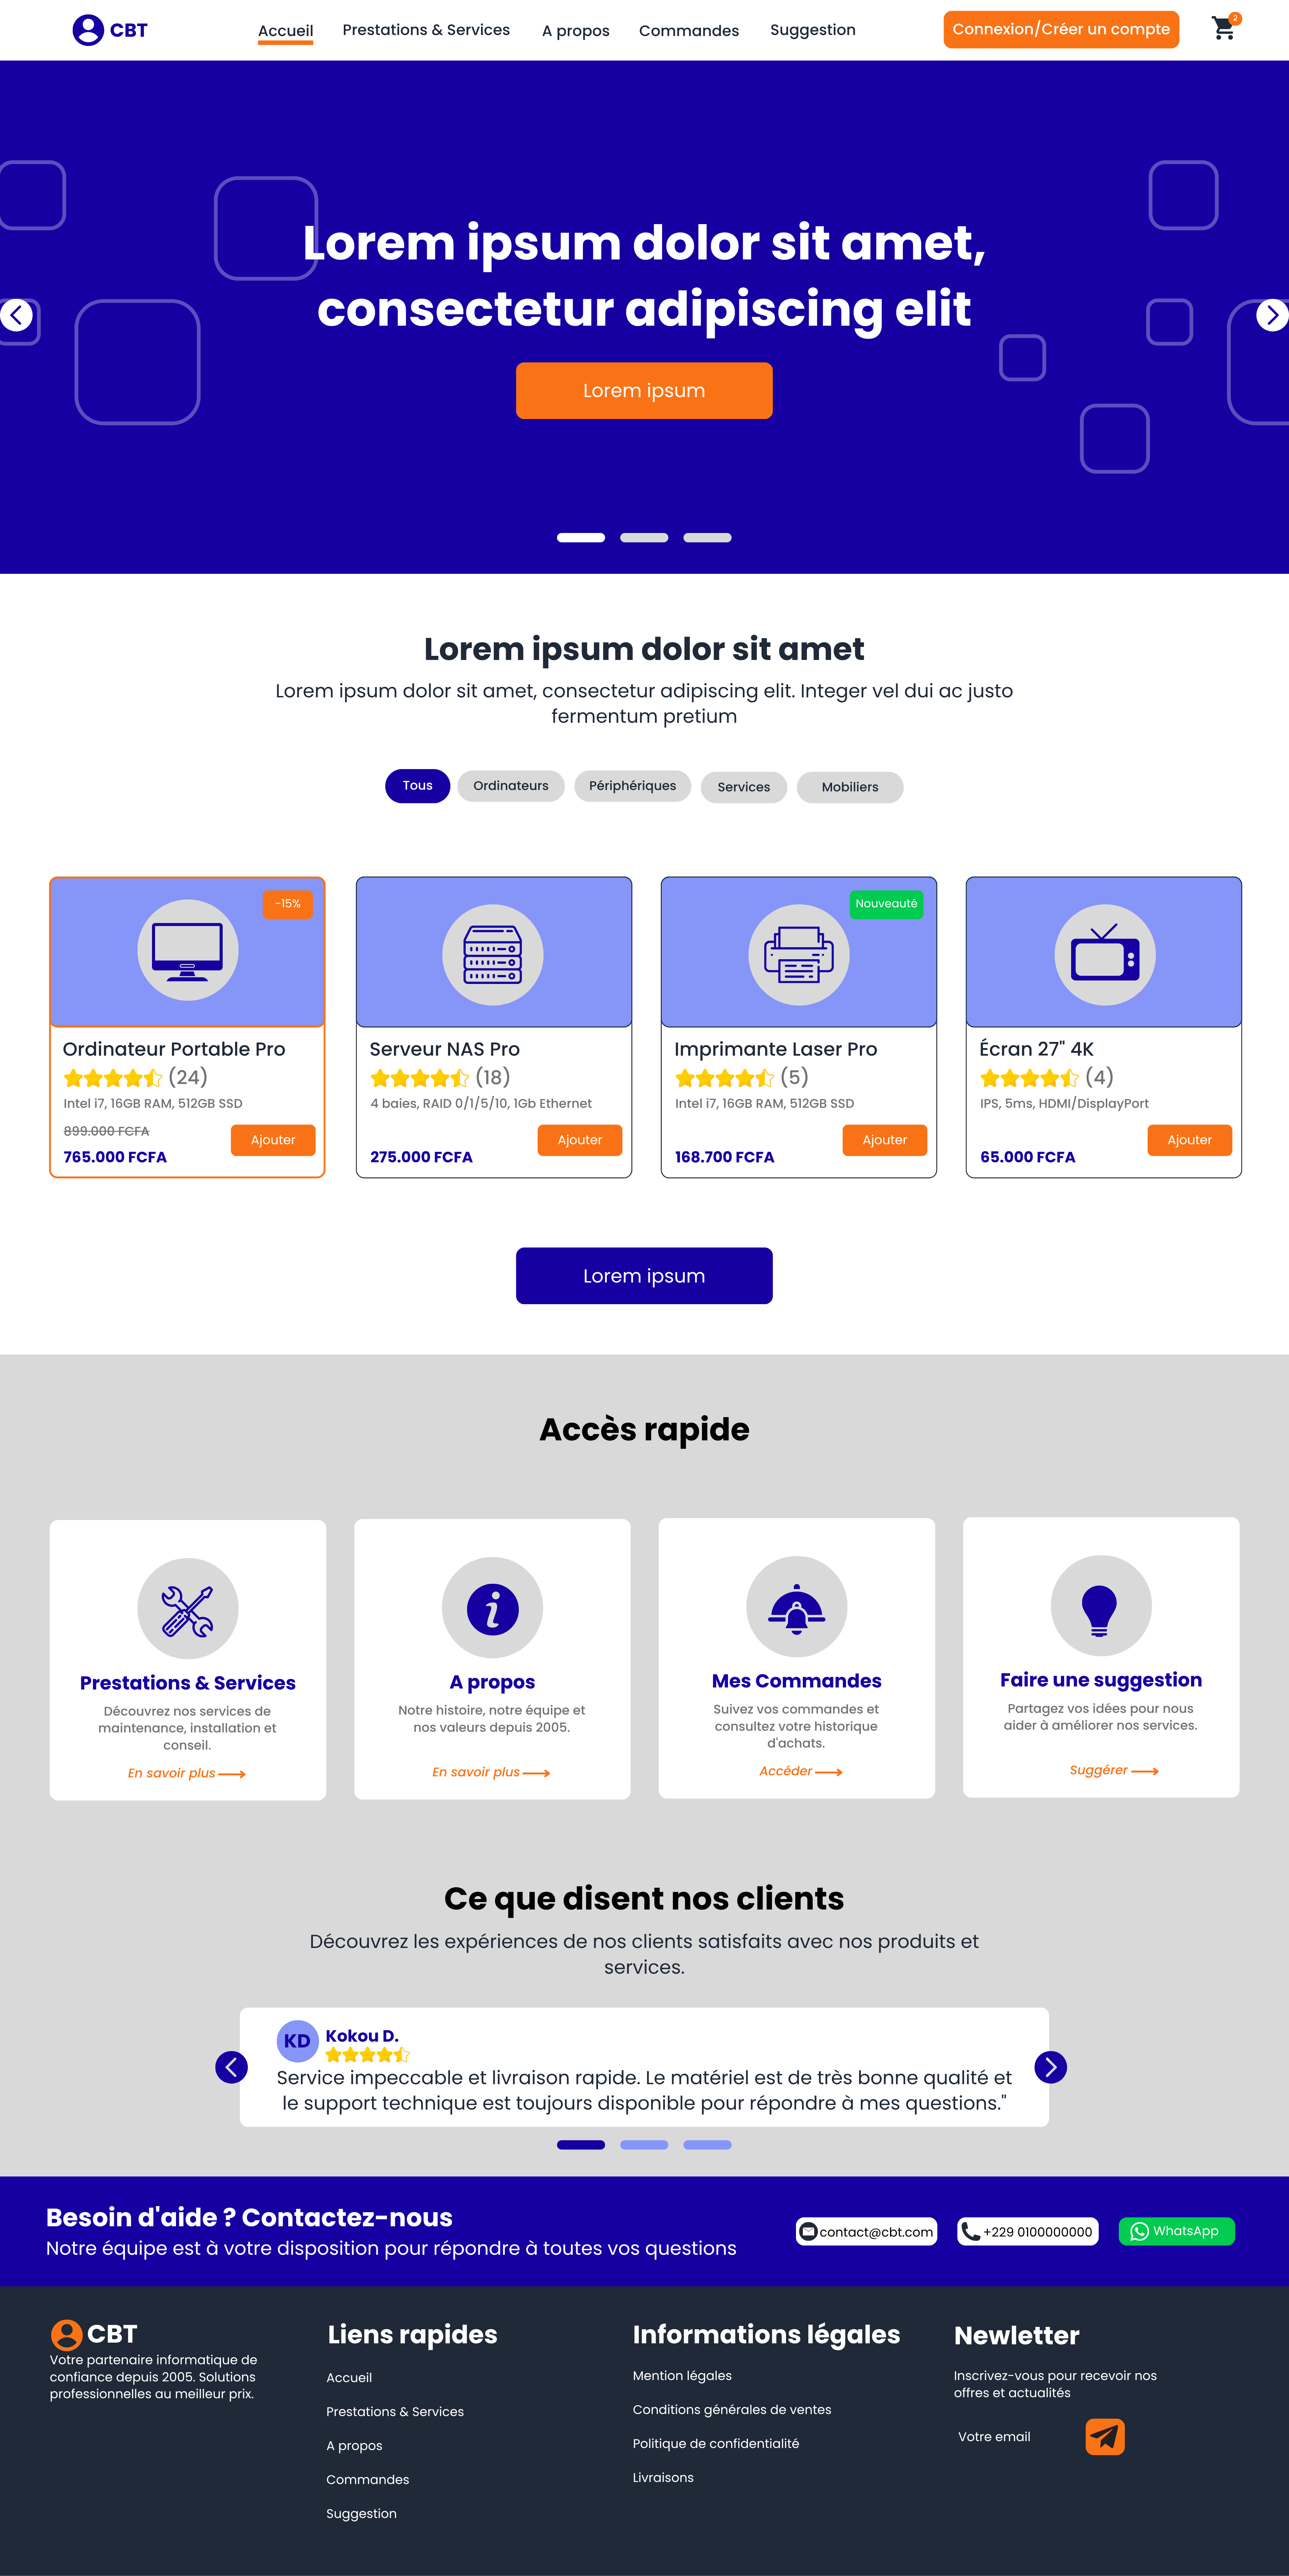 CBT
Accueil
Prestations & Services
A propos
Commandes
Suggestion
Connexion/Créer un compte
2
Lorem ipsum dolor sit amet,
consectetur adipiscing elit
Lorem ipsum
Lorem ipsum dolor sit amet
Lorem ipsum dolor sit amet, consectetur adipiscing elit. Integer vel dui ac justo
fermentum pretium
Tous
Ordinateurs
Périphériques
Services
Mobiliers
-15%
Ordinateur Portable Pro
(24)
Intel i7, 16GB RAM, 512GB SSD
899.000 FCFA
765.000 FCFA
Ajouter
Serveur NAS Pro
(18)
4 baies, RAID 0/1/5/10, 1Gb Ethernet
275.000 FCFA
Ajouter
Nouveauté
Imprimante Laser Pro
(5)
Intel i7, 16GB RAM, 512GB SSD
168.700 FCFA
Ajouter
Écran 27" 4K
(4)
IPS, 5ms, HDMI/DisplayPort
65.000 FCFA
Ajouter
Lorem ipsum
Accès rapide
Prestations & Services
Découvrez nos services de
maintenance, installation et
conseil.
En savoir plus
A propos
Notre histoire, notre équipe et
nos valeurs depuis 2005.
En savoir plus
Mes Commandes
Suivez vos commandes et
consultez votre historique
d'achats.
Accéder
Faire une suggestion
Partagez vos idées pour nous
aider à améliorer nos services.
Suggérer
Ce que disent nos clients
Découvrez les expériences de nos clients satisfaits avec nos produits et
services.
KD
Kokou D.
Service impeccable et livraison rapide. Le matériel est de très bonne qualité et
le support technique est toujours disponible pour répondre à mes questions."
Besoin d'aide ? Contactez-nous
Notre équipe est à votre disposition pour répondre à toutes vos questions
contact@cbt.com
+229 0100000000
WhatsApp
CBT
Votre partenaire informatique de
confiance depuis 2005. Solutions
professionnelles au meilleur prix.
Liens rapides
Accueil
Prestations & Services
A propos
Commandes
Suggestion
Informations légales
Mention légales
Conditions générales de ventes
Politique de confidentialité
Livraisons
Newletter
Inscrivez-vous pour recevoir nos
offres et actualités
Votre email